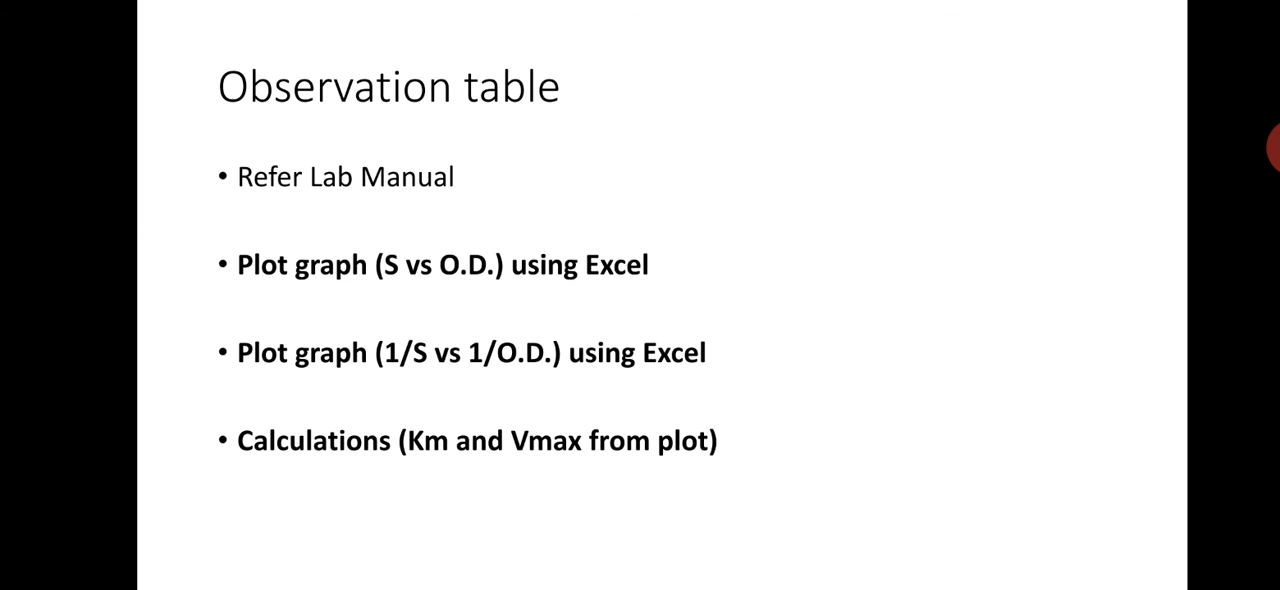 Observation table
• Refer Lab Manual
• Plot graph (S vs O.D.) using Excel
• Plot graph (1/S vs 1/O.D.) using Excel
• Calculations (Km and Vmax from plot)